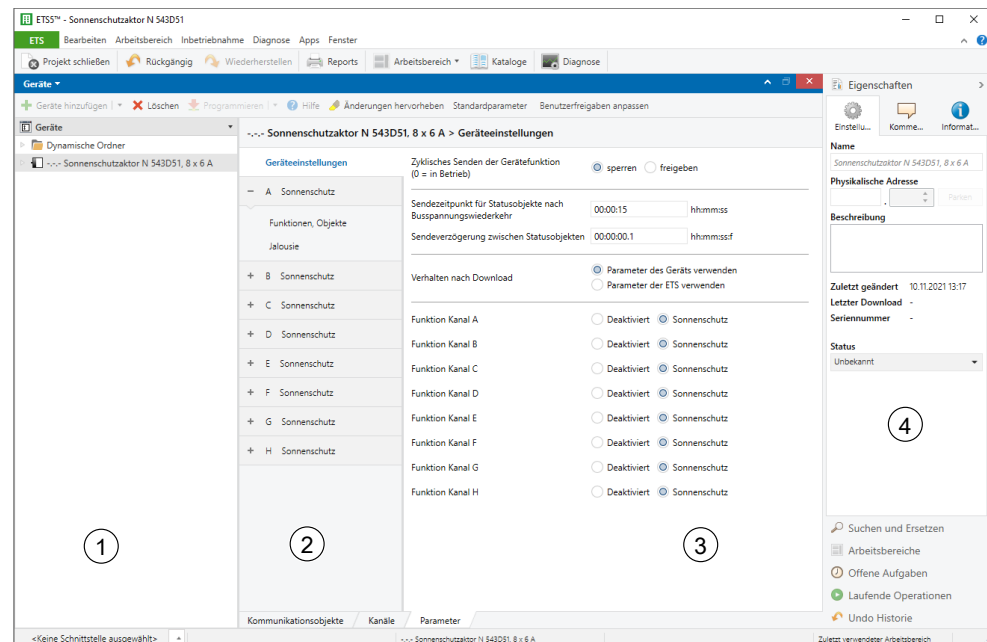 ETS5™ - Sonnenschutzaktor N 543D51
ETS Bearbeiten Arbeitsbereich Inbetriebnahme Diagnose Apps Fenster
Projekt schließen Rückgängig Wiederherstellen Reports Arbeitsbereich Kataloge Diagnose
Geräte
Geräte hinzufügen Löschen Programmieren Hilfe Änderungen hervorheben Standardparameter Benutzerfreigaben anpassen
Geräte
Dynamische Ordner
-.-.- Sonnenschutzaktor N 543D51, 8 x 6 A
1
-.-.- Sonnenschutzaktor N 543D51, 8 x 6 A > Geräteeinstellungen
Geräteeinstellungen
A Sonnenschutz
Funktionen, Objekte
Jalousie
B Sonnenschutz
C Sonnenschutz
D Sonnenschutz
E Sonnenschutz
F Sonnenschutz
G Sonnenschutz
H Sonnenschutz
2
Zyklisches Senden der Gerätefunktion
(0 = in Betrieb)
sperren freigeben
Sendezeitpunkt für Statusobjekte nach
Busspannungswiederkehr
00:00:15 hh:mm:ss
Sendeverzögerung zwischen Statusobjekten 00:00:00.1 hh:mm:ss:f
Verhalten nach Download
Parameter des Geräts verwenden
Parameter der ETS verwenden
Funktion Kanal A Deaktiviert Sonnenschutz
Funktion Kanal B Deaktiviert Sonnenschutz
Funktion Kanal C Deaktiviert Sonnenschutz
Funktion Kanal D Deaktiviert Sonnenschutz
Funktion Kanal E Deaktiviert Sonnenschutz
Funktion Kanal F Deaktiviert Sonnenschutz
Funktion Kanal G Deaktiviert Sonnenschutz
Funktion Kanal H Deaktiviert Sonnenschutz
3
Kommunikationsobjekte Kanäle Parameter
Eigenschaften
Einstellu... Komme... Informat...
Name
Sonnenschutzaktor N 543D51, 8 x 6 A
Physikalische Adresse
. Parken
Beschreibung
Zuletzt geändert 10.11.2021 13:17
Letzter Download -
Seriennummer -
Status
Unbekannt
4
Suchen und Ersetzen
Arbeitsbereiche
Offene Aufgaben
Laufende Operationen
Undo Historie
<Keine Schnittstelle ausgewählt> -.-.- Sonnenschutzaktor N 543D51, 8 x 6 A Zuletzt verwendeter Arbeitsbereich